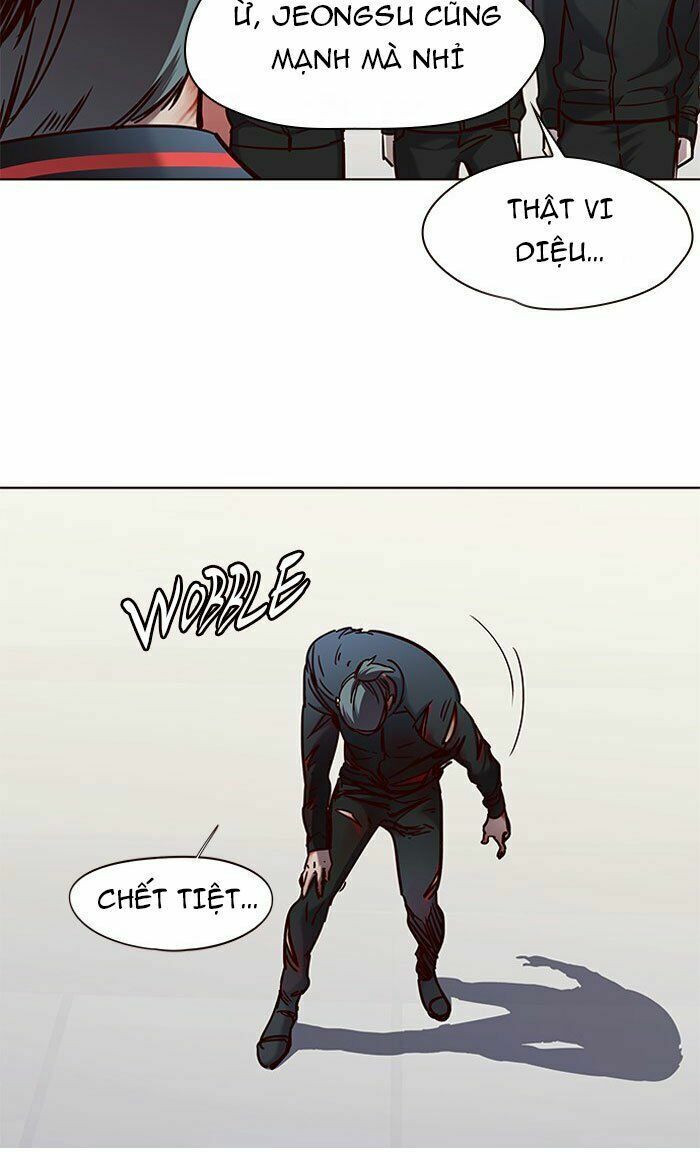 Ừ, JEONGSU CŨNG
MẠNH MÀ NHỈ
THẬT VI
DIỆU...
WOBBLE
CHẾT TIỆT...